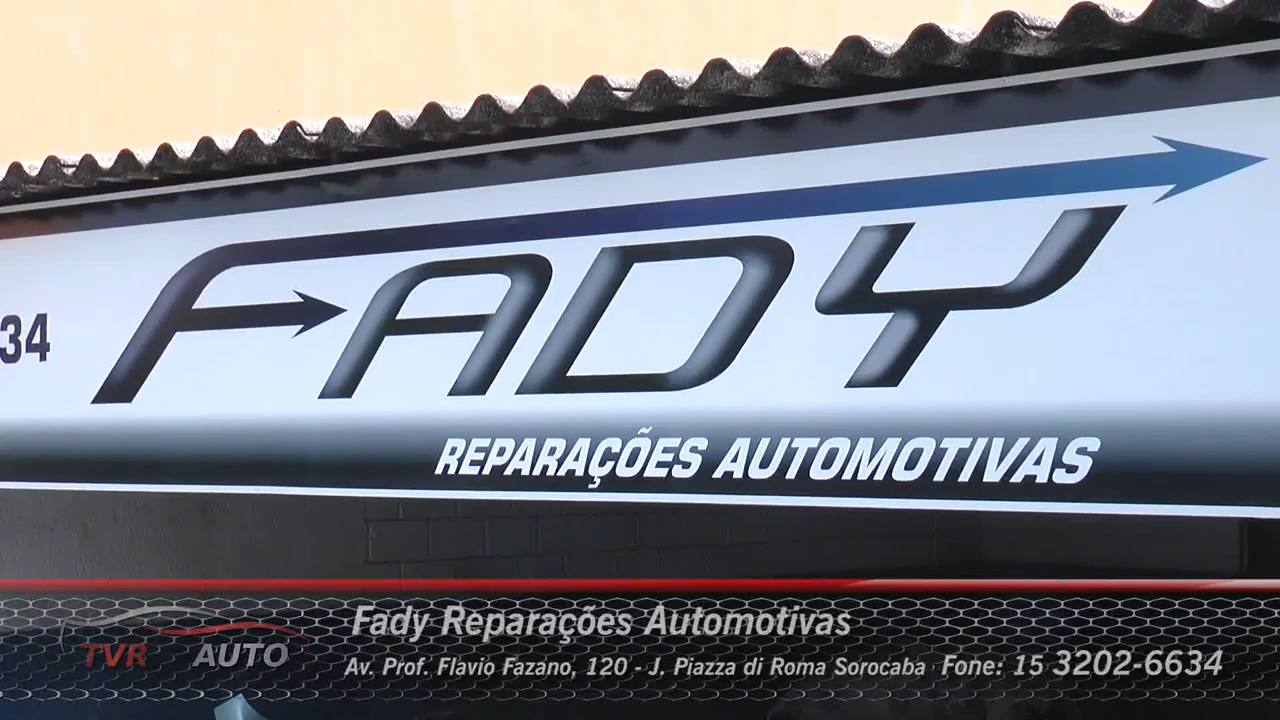 FADY
34
REPARAÇÕES AUTOMOTIVAS
Fady Reparações Automotivas
TVR AUTO
Av. Prof. Flavio Fazano, 120 - J. Piazza di Roma Sorocaba Fone: 15 3202-6634